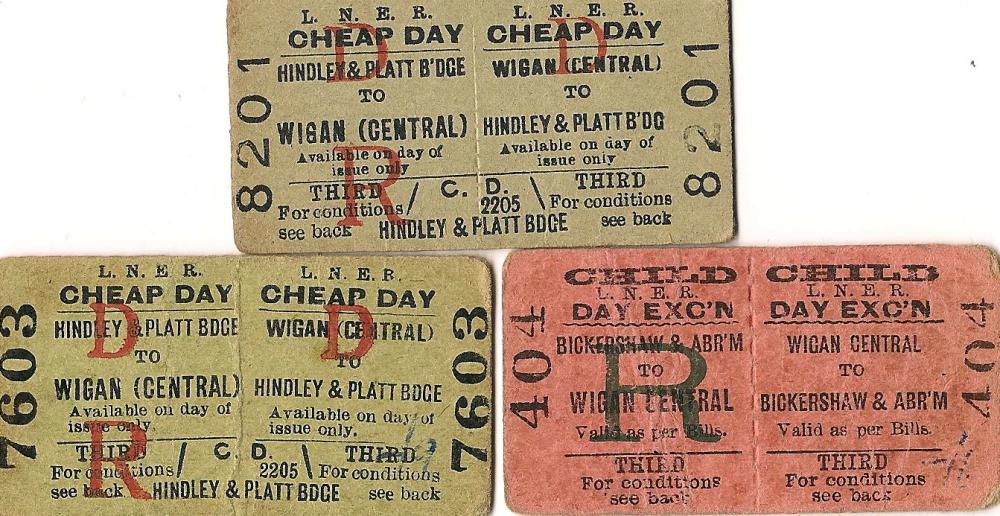 L. N. E. R.
CHEAP DAY
HINDLEY & PLATT B'DGE
TO
WIGAN (CENTRAL)
Available on day of
issue only
THIRD
For conditions
see back
L. N. E. R.
CHEAP DAY
WIGAN (CENTRAL)
TO
HINDLEY & PLATT B'DG
Available on day of
issue only
THIRD
For conditions
see back
/ C. D. \
2205
HINDLEY & PLATT BDGE
8201
8201
D
D
R
L. N. E R.
CHEAP DAY
HINDLEY & PLATT BDGE
TO
WIGAN (CENTRAL)
Available on day of
issue only.
THIRD
For conditions
see back
L. N. E. R.
CHEAP DAY
WIGAN (CENTRAL)
TO
HINDLEY & PLATT BDGE
Available on day of
issue only.
THIRD
For conditions
see back
/ C. D. \
2205
HINDLEY & PLATT BDGE
7603
7603
D
D
R
CHILD
L. N. E. R.
DAY EXC'N
BICKERSHAW & ABR'M
TO
WIGAN CENTRAL
Valid as per Bills.
THIRD
For conditions
see back
CHILD
L. N. E. R.
DAY EXC'N
WIGAN CENTRAL
TO
BICKERSHAW & ABR'M
Valid as per Bills.
THIRD
For conditions
see back
404
404
R